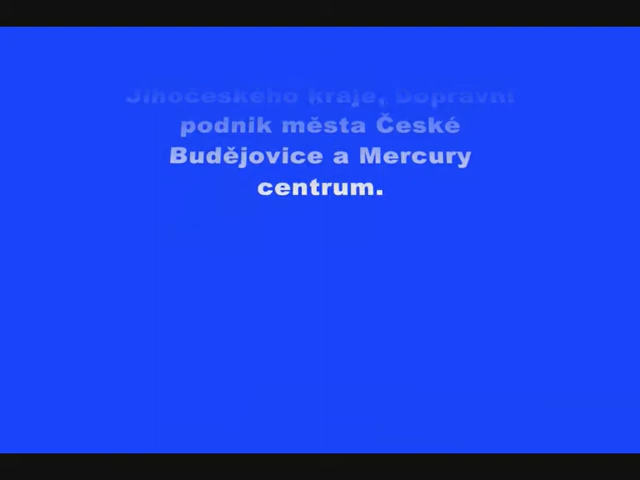 Jihočeského kraje, Dopravní
podnik města České
Budějovice a Mercury
centrum.